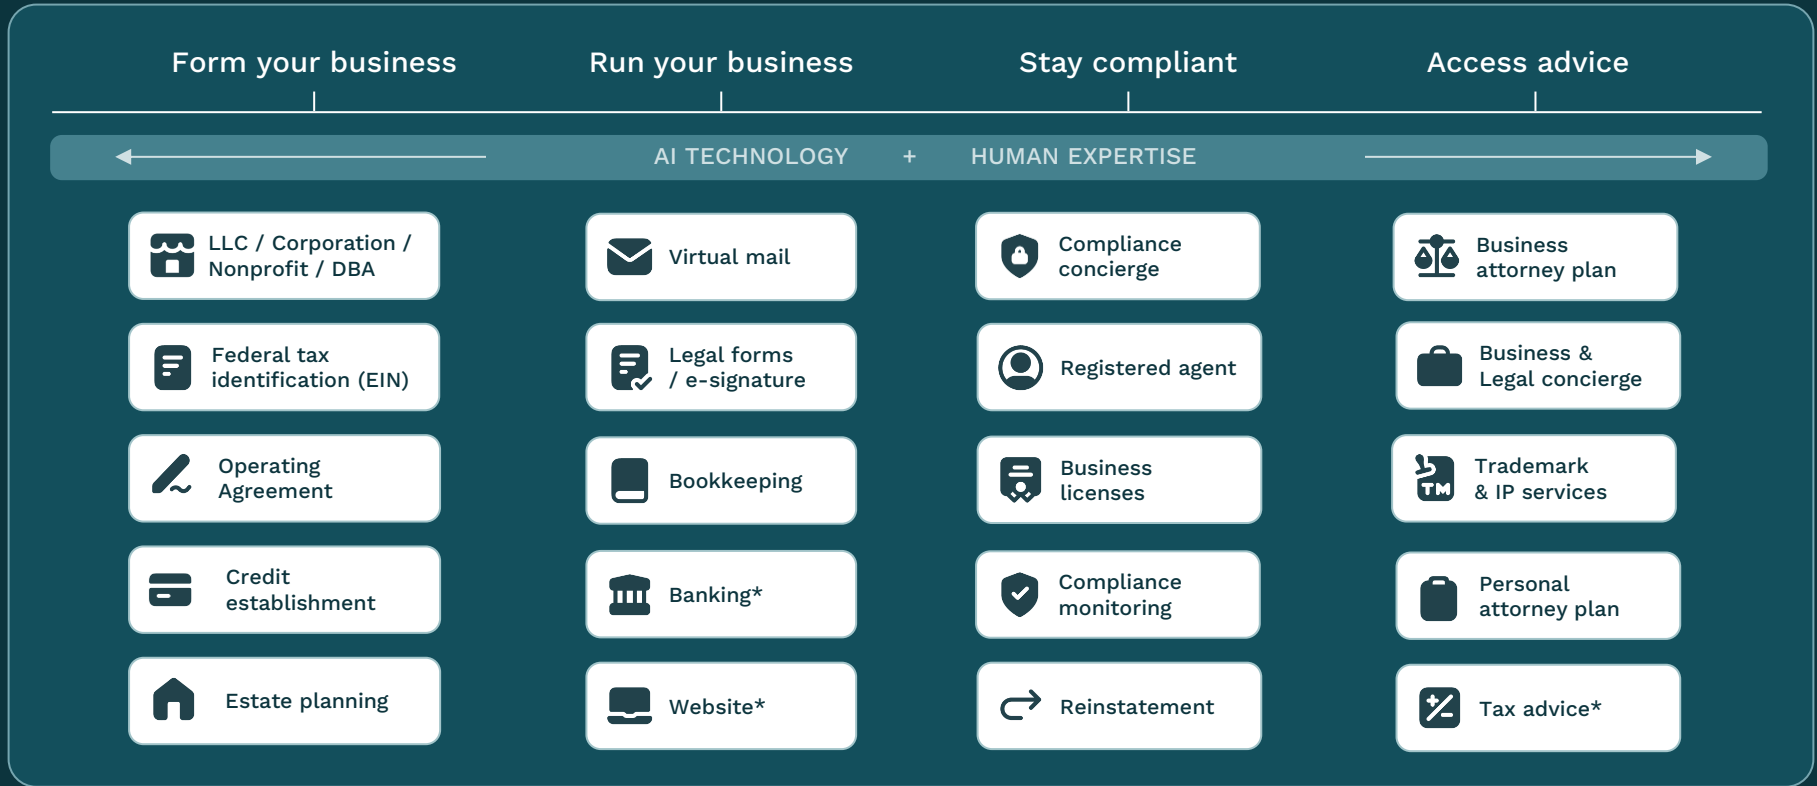 Form your business
Run your business
Stay compliant
Access advice
AI TECHNOLOGY + HUMAN EXPERTISE
LLC / Corporation /
Nonprofit / DBA
Federal tax
identification (EIN)
Operating
Agreement
Credit
establishment
Estate planning
Virtual mail
Legal forms
/ e-signature
Bookkeeping
Banking*
Website*
Compliance
concierge
Registered agent
Business
licenses
Compliance
monitoring
Reinstatement
Business
attorney plan
Business &
Legal concierge
TM
Trademark
& IP services
Personal
attorney plan
Tax advice*